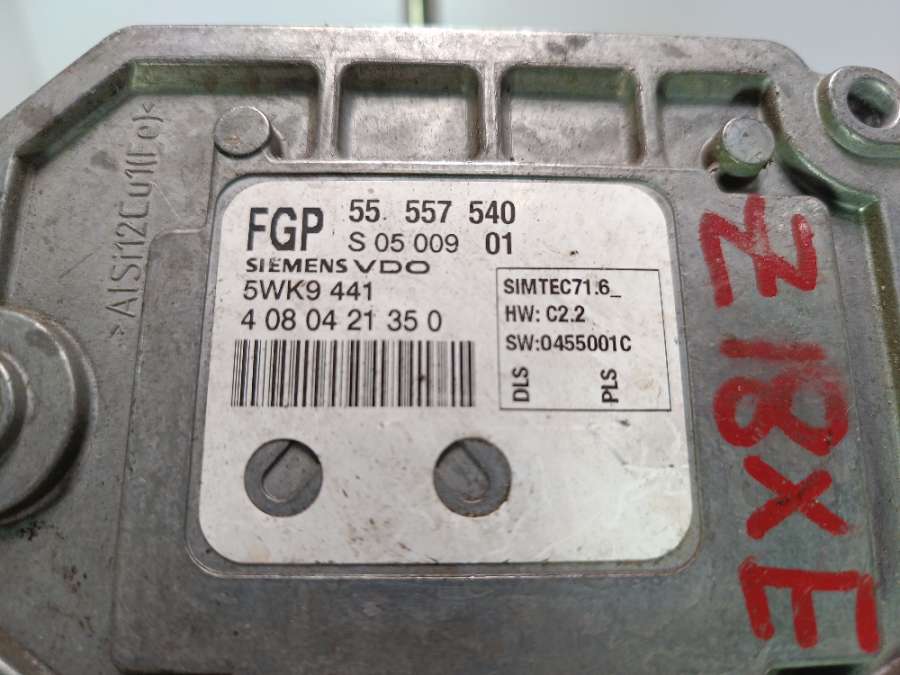 >AlSi12Cu1(Fe)<
FGP 55 557 540
S 05 009 01
SIEMENS VDO
5WK9 441
4 08 04 21 35 0
SIMTEC71.6_
HW: C2.2
SW:0455001C
DLS PLS
Z18XE